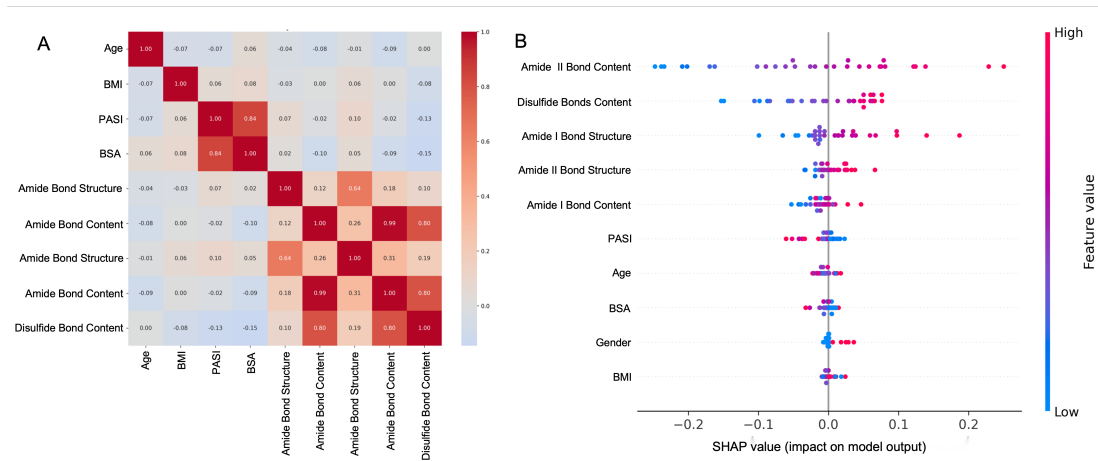 A
Age 1.00 -0.07 -0.07 0.06 -0.04 -0.08 -0.01 -0.09 0.00
BMI -0.07 1.00 0.06 0.08 -0.03 0.00 0.06 0.00 -0.08
PASI -0.07 0.06 1.00 0.84 0.07 -0.02 0.10 -0.02 -0.13
BSA 0.06 0.08 0.84 1.00 0.02 -0.10 0.05 -0.09 -0.15
Amide Bond Structure -0.04 -0.03 0.07 0.02 1.00 0.12 0.64 0.18 0.10
Amide Bond Content -0.08 0.00 -0.02 -0.10 0.12 1.00 0.26 0.99 0.80
Amide Bond Structure -0.01 0.06 0.10 0.05 0.64 0.26 1.00 0.31 0.19
Amide Bond Content -0.09 0.00 -0.02 -0.09 0.18 0.99 0.31 1.00 0.80
Disulfide Bond Content 0.00 -0.08 -0.13 -0.15 0.10 0.80 0.19 0.80 1.00
Age
BMI
PASI
BSA
Amide Bond Structure
Amide Bond Content
Amide Bond Structure
Amide Bond Content
Disulfide Bond Content
1.0
0.8
0.6
0.4
0.2
0.0
B
Amide II Bond Content
Disulfide Bonds Content
Amide I Bond Structure
Amide II Bond Structure
Amide I Bond Content
PASI
Age
BSA
Gender
BMI
−0.2 −0.1 0.0 0.1 0.2
SHAP value (impact on model output)
High
Feature value
Low